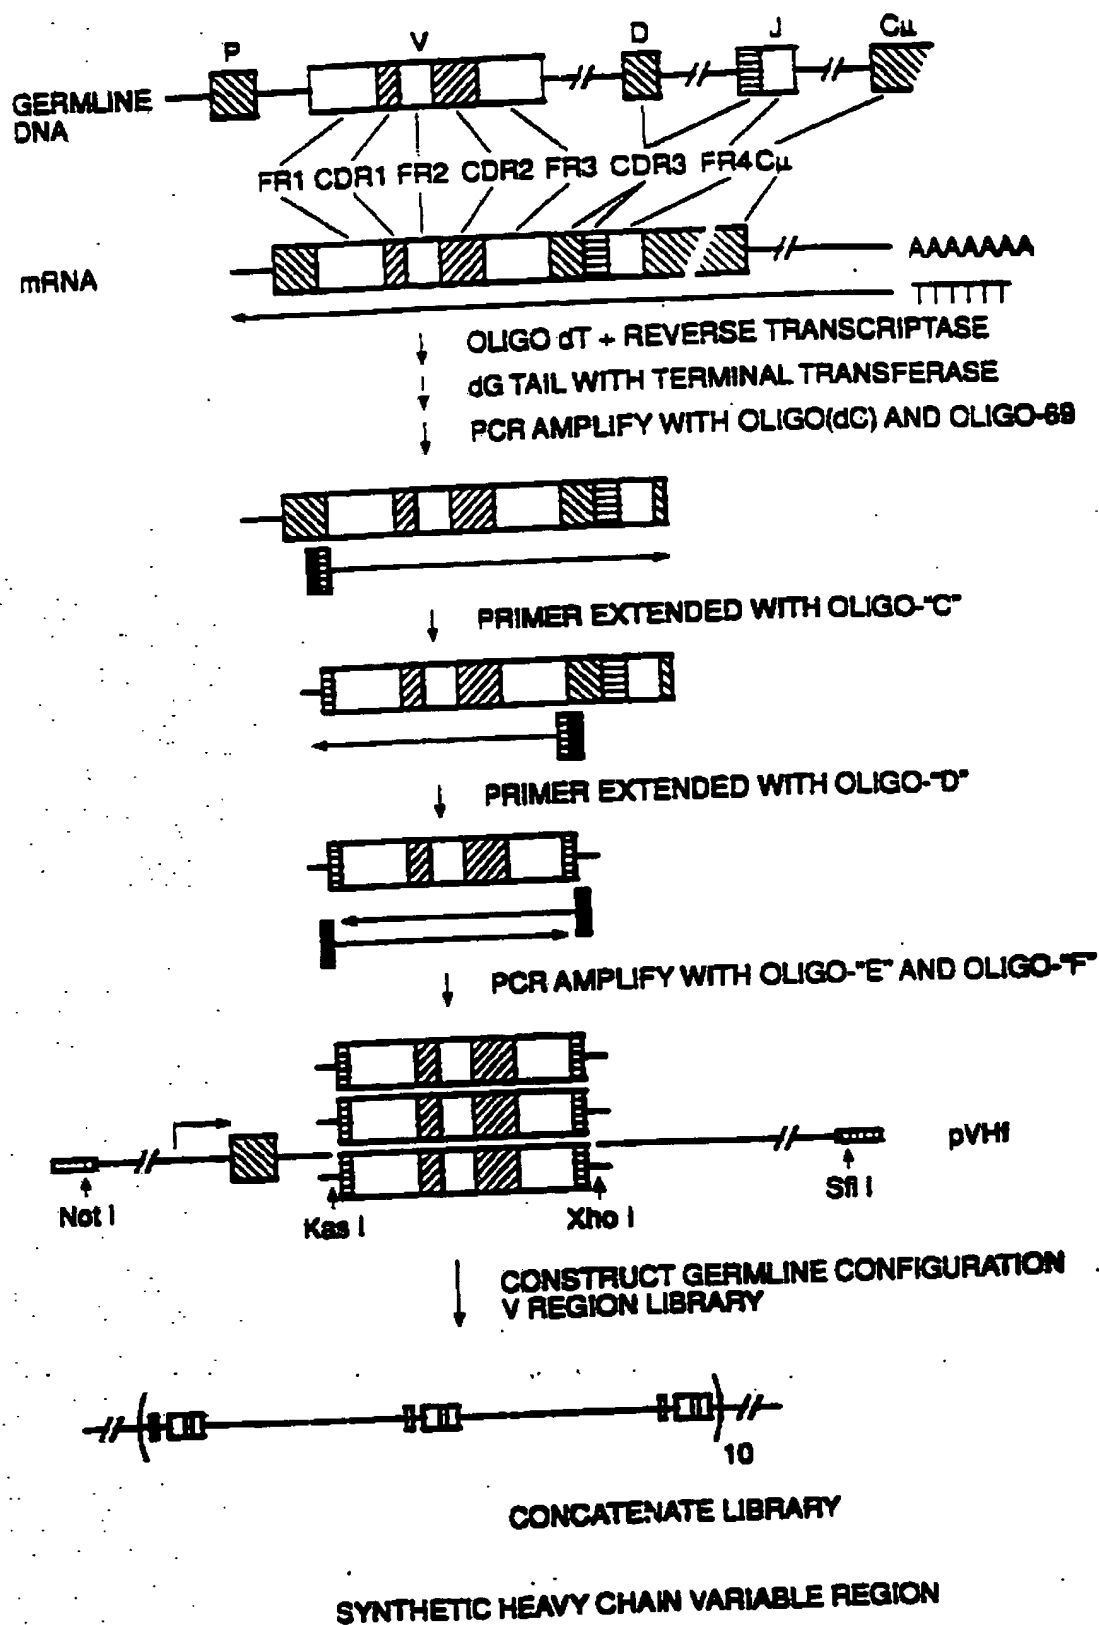 P V D J Cμ
GERMLINE
DNA
FR1 CDR1 FR2 CDR2 FR3 CDR3 FR4 Cμ
mRNA
AAAAAAA
TTTTTT
OLIGO dT + REVERSE TRANSCRIPTASE
dG TAIL WITH TERMINAL TRANSFERASE
PCR AMPLIFY WITH OLIGO(dC) AND OLIGO-69
PRIMER EXTENDED WITH OLIGO-"C"
PRIMER EXTENDED WITH OLIGO-"D"
PCR AMPLIFY WITH OLIGO-"E" AND OLIGO-"F"
pVHf
Not I Kas I Xho I Sfi I
CONSTRUCT GERMLINE CONFIGURATION
V REGION LIBRARY
10
CONCATENATE LIBRARY
SYNTHETIC HEAVY CHAIN VARIABLE REGION